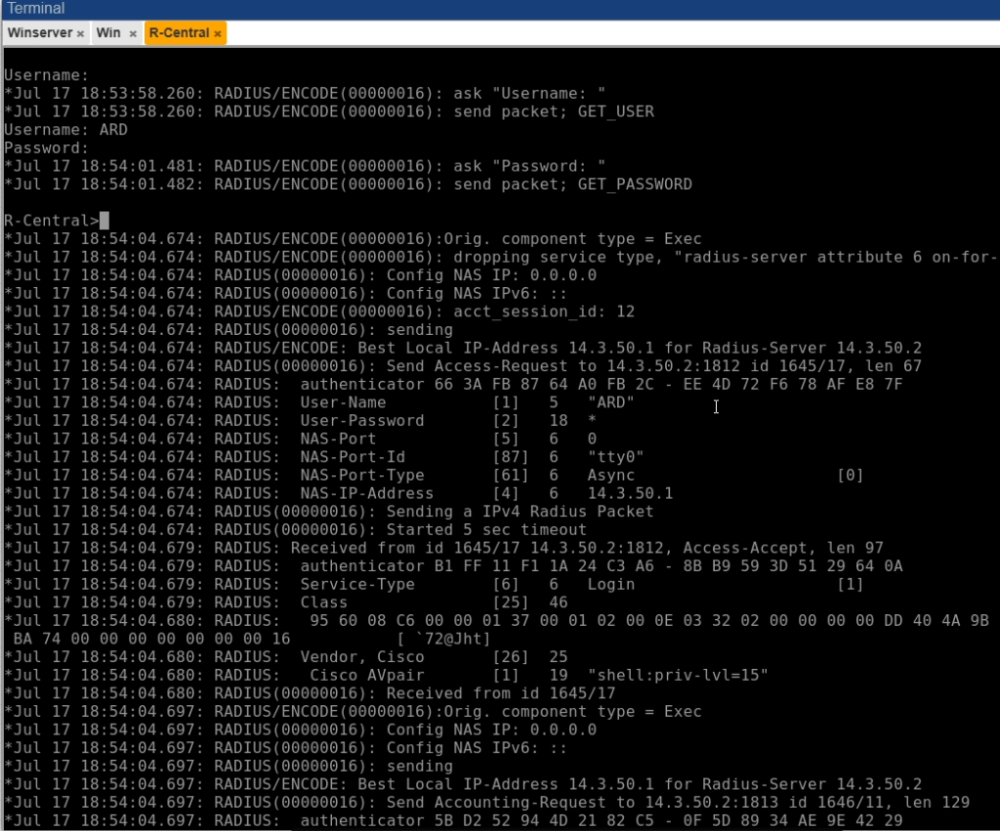 Terminal
Winserver × Win × R-Central ×
Username:
*Jul 17 18:53:58.260: RADIUS/ENCODE(00000016): ask "Username: "
*Jul 17 18:53:58.260: RADIUS/ENCODE(00000016): send packet; GET_USER
Username: ARD
Password:
*Jul 17 18:54:01.481: RADIUS/ENCODE(00000016): ask "Password: "
*Jul 17 18:54:01.482: RADIUS/ENCODE(00000016): send packet; GET_PASSWORD
R-Central>
*Jul 17 18:54:04.674: RADIUS/ENCODE(00000016):Orig. component type = Exec
*Jul 17 18:54:04.674: RADIUS/ENCODE(00000016): dropping service type, "radius-server attribute 6 on-for-
*Jul 17 18:54:04.674: RADIUS(00000016): Config NAS IP: 0.0.0.0
*Jul 17 18:54:04.674: RADIUS(00000016): Config NAS IPv6: ::
*Jul 17 18:54:04.674: RADIUS/ENCODE(00000016): acct_session_id: 12
*Jul 17 18:54:04.674: RADIUS(00000016): sending
*Jul 17 18:54:04.674: RADIUS/ENCODE: Best Local IP-Address 14.3.50.1 for Radius-Server 14.3.50.2
*Jul 17 18:54:04.674: RADIUS(00000016): Send Access-Request to 14.3.50.2:1812 id 1645/17, len 67
*Jul 17 18:54:04.674: RADIUS:  authenticator 66 3A FB 87 64 A0 FB 2C - EE 4D 72 F6 78 AF E8 7F
*Jul 17 18:54:04.674: RADIUS:  User-Name           [1]   5   "ARD"
*Jul 17 18:54:04.674: RADIUS:  User-Password       [2]   18  *
*Jul 17 18:54:04.674: RADIUS:  NAS-Port            [5]   6   0
*Jul 17 18:54:04.674: RADIUS:  NAS-Port-Id         [87]  6   "tty0"
*Jul 17 18:54:04.674: RADIUS:  NAS-Port-Type       [61]  6   Async                     [0]
*Jul 17 18:54:04.674: RADIUS:  NAS-IP-Address      [4]   6   14.3.50.1
*Jul 17 18:54:04.674: RADIUS(00000016): Sending a IPv4 Radius Packet
*Jul 17 18:54:04.674: RADIUS(00000016): Started 5 sec timeout
*Jul 17 18:54:04.679: RADIUS: Received from id 1645/17 14.3.50.2:1812, Access-Accept, len 97
*Jul 17 18:54:04.679: RADIUS:  authenticator B1 FF 11 F1 1A 24 C3 A6 - 8B B9 59 3D 51 29 64 0A
*Jul 17 18:54:04.679: RADIUS:  Service-Type        [6]   6   Login                     [1]
*Jul 17 18:54:04.679: RADIUS:  Class               [25]  46
*Jul 17 18:54:04.680: RADIUS:   95 60 08 C6 00 00 01 37 00 01 02 00 0E 03 32 02 00 00 00 00 DD 40 4A 9B
BA 74 00 00 00 00 00 00 00 16           [ `72@Jht]
*Jul 17 18:54:04.680: RADIUS:  Vendor, Cisco       [26]  25
*Jul 17 18:54:04.680: RADIUS:   Cisco AVpair       [1]   19  "shell:priv-lvl=15"
*Jul 17 18:54:04.680: RADIUS(00000016): Received from id 1645/17
*Jul 17 18:54:04.697: RADIUS/ENCODE(00000016):Orig. component type = Exec
*Jul 17 18:54:04.697: RADIUS(00000016): Config NAS IP: 0.0.0.0
*Jul 17 18:54:04.697: RADIUS(00000016): Config NAS IPv6: ::
*Jul 17 18:54:04.697: RADIUS(00000016): sending
*Jul 17 18:54:04.697: RADIUS/ENCODE: Best Local IP-Address 14.3.50.1 for Radius-Server 14.3.50.2
*Jul 17 18:54:04.697: RADIUS(00000016): Send Accounting-Request to 14.3.50.2:1813 id 1646/11, len 129
*Jul 17 18:54:04.697: RADIUS:  authenticator 5B D2 52 94 4D 21 82 C5 - 0F 5D 89 34 AE 9E 42 29